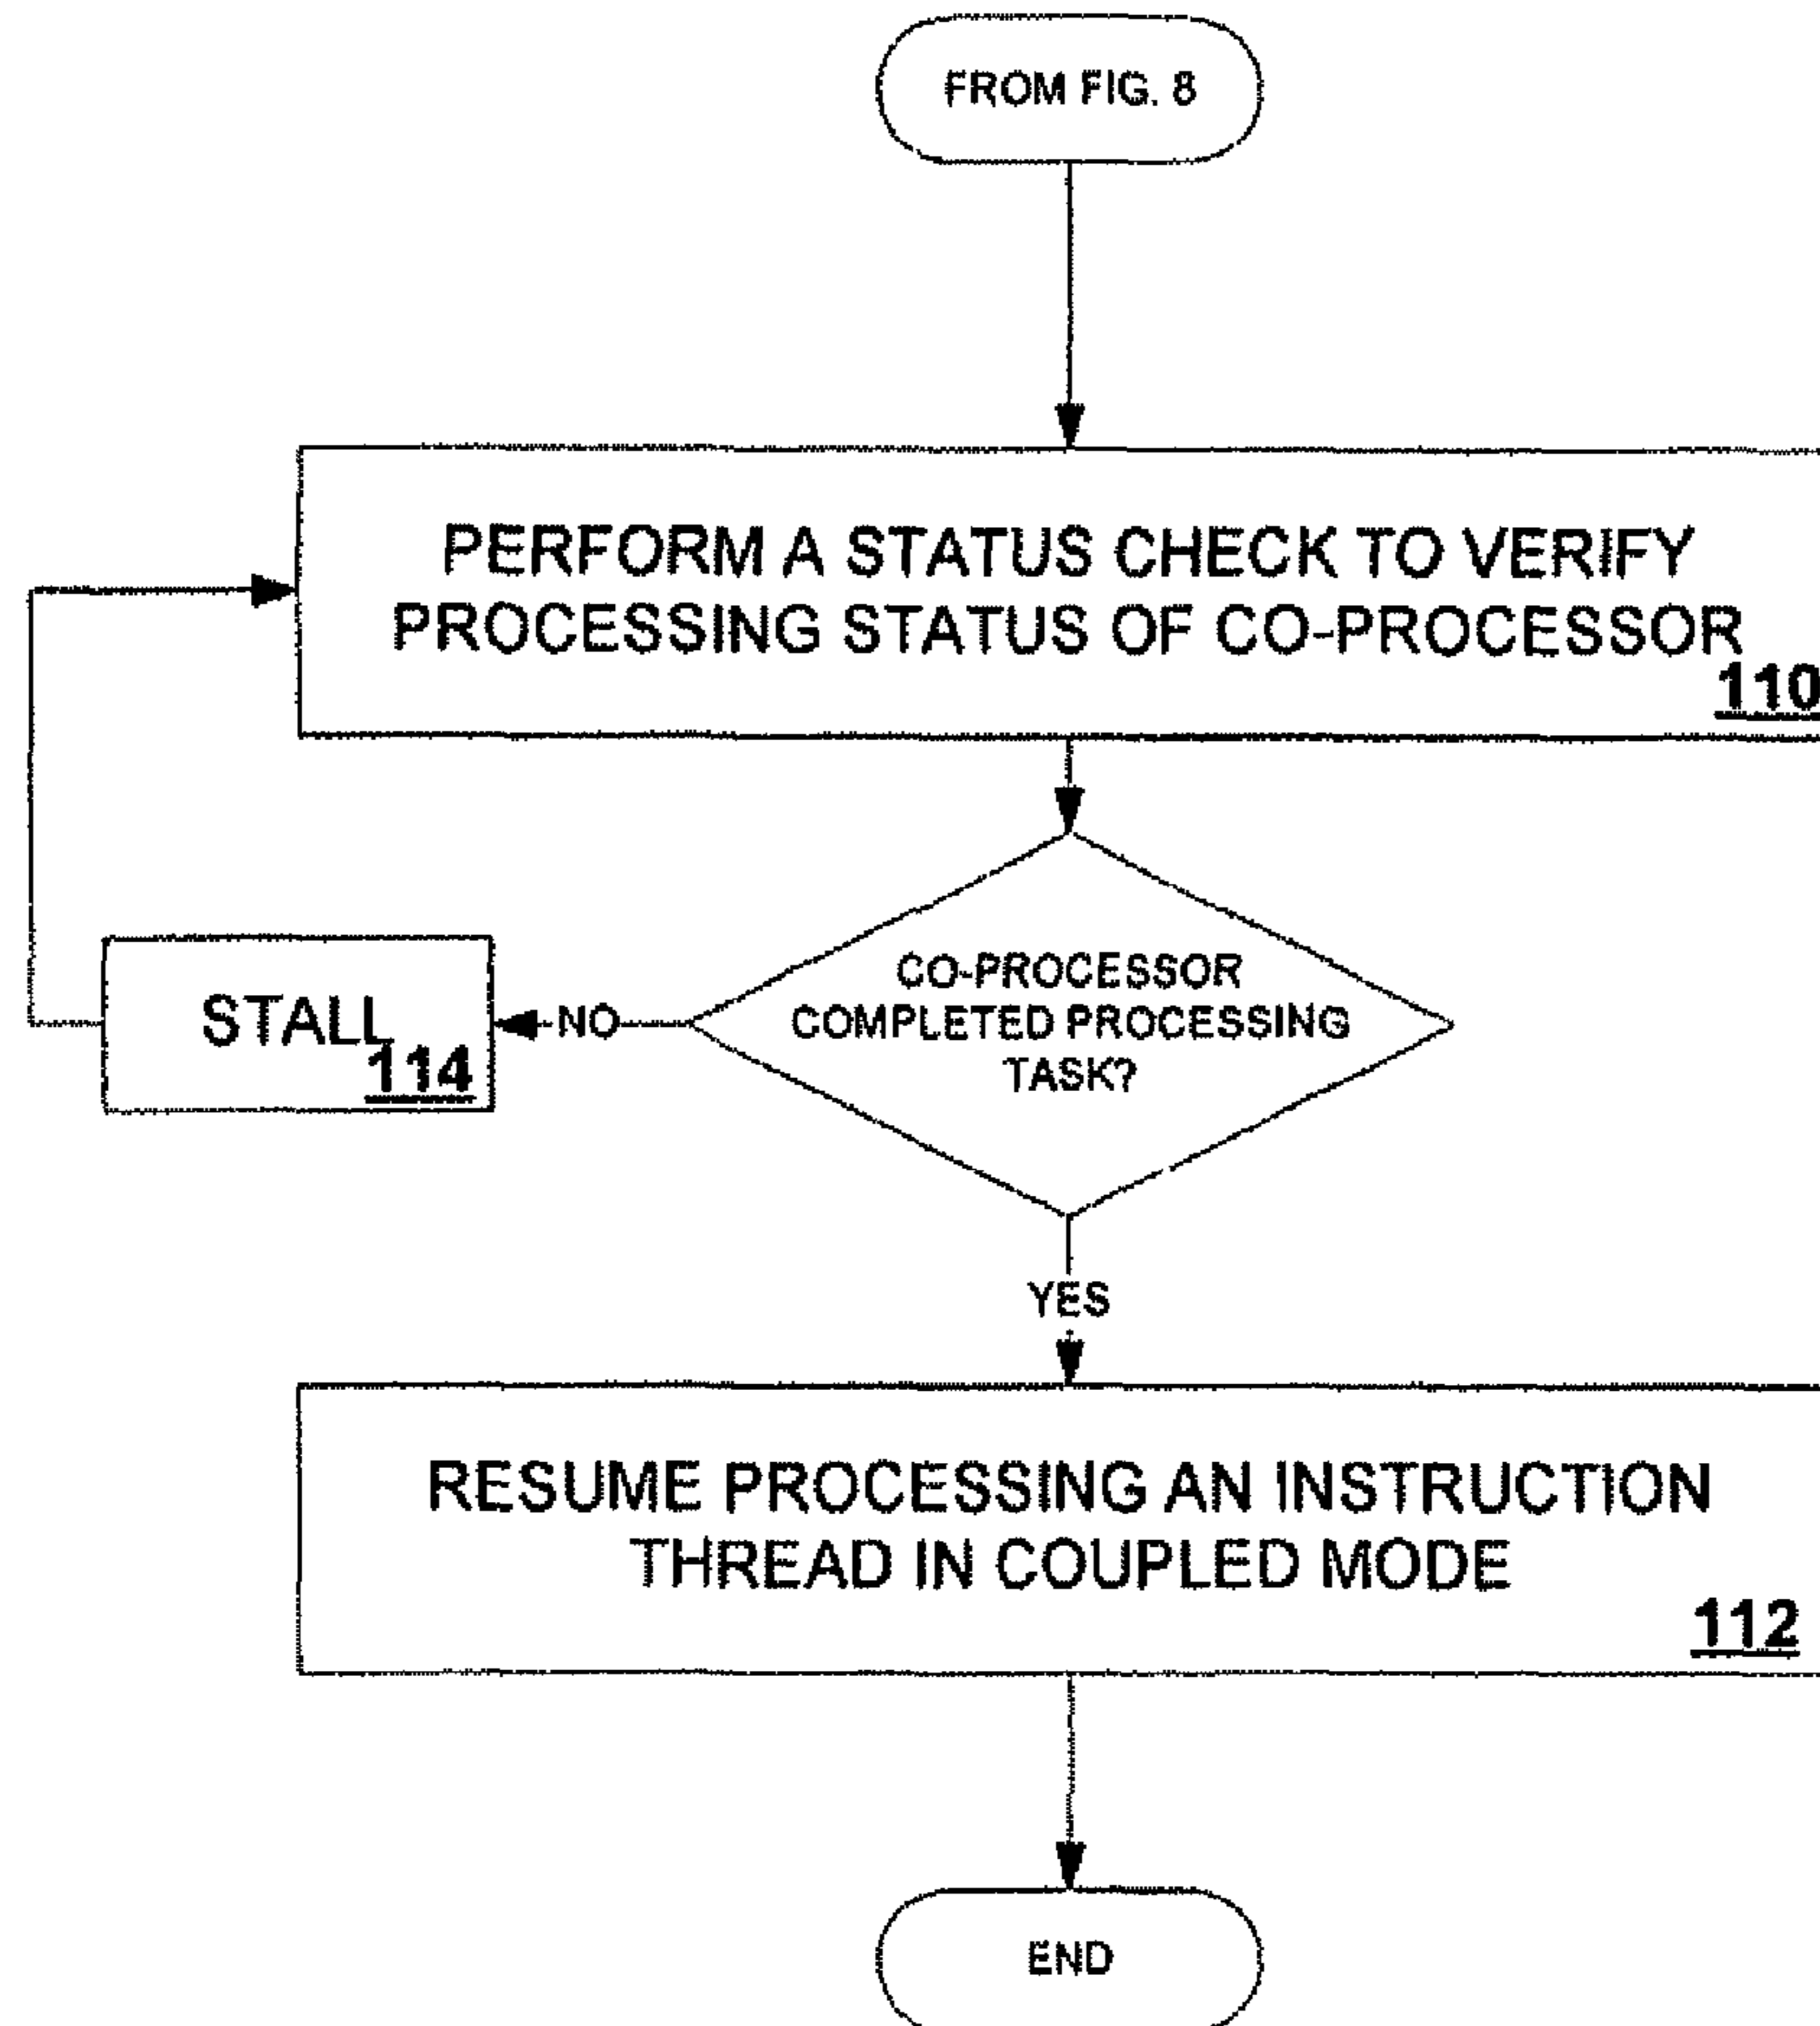 FROM FIG. 8
PERFORM A STATUS CHECK TO VERIFY
PROCESSING STATUS OF CO-PROCESSOR
110
CO-PROCESSOR
COMPLETED PROCESSING
TASK?
NO
STALL
114
YES
RESUME PROCESSING AN INSTRUCTION
THREAD IN COUPLED MODE
112
END